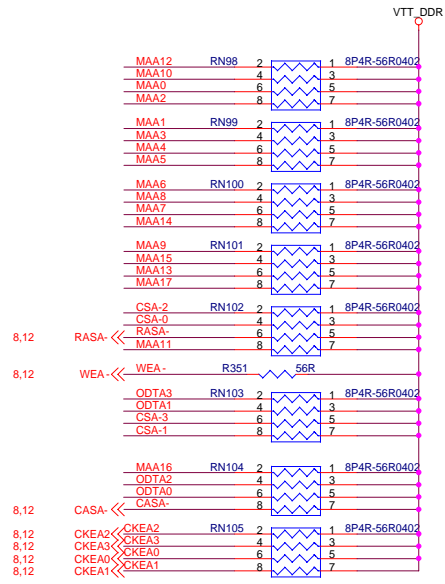 VTT_DDR
MAA12 RN98 2 1 8P4R-56R0402
MAA10 4 3
MAA0 6 5
MAA2 8 7
MAA1 RN99 2 1 8P4R-56R0402
MAA3 4 3
MAA4 6 5
MAA5 8 7
MAA6 RN100 2 1 8P4R-56R0402
MAA8 4 3
MAA7 6 5
MAA14 8 7
MAA9 RN101 2 1 8P4R-56R0402
MAA15 4 3
MAA13 6 5
MAA17 8 7
CSA-2 RN102 2 1 8P4R-56R0402
CSA-0 4 3
8,12 RASA- RASA- 6 5
MAA11 8 7
8,12 WEA- WEA- R351 56R
ODTA3 RN103 2 1 8P4R-56R0402
ODTA1 4 3
CSA-3 6 5
CSA-1 8 7
MAA16 RN104 2 1 8P4R-56R0402
ODTA2 4 3
ODTA0 6 5
8,12 CASA- CASA- 8 7
8,12 CKEA2 CKEA2 RN105 2 1 8P4R-56R0402
8,12 CKEA3 CKEA3 4 3
8,12 CKEA0 CKEA0 6 5
8,12 CKEA1 CKEA1 8 7